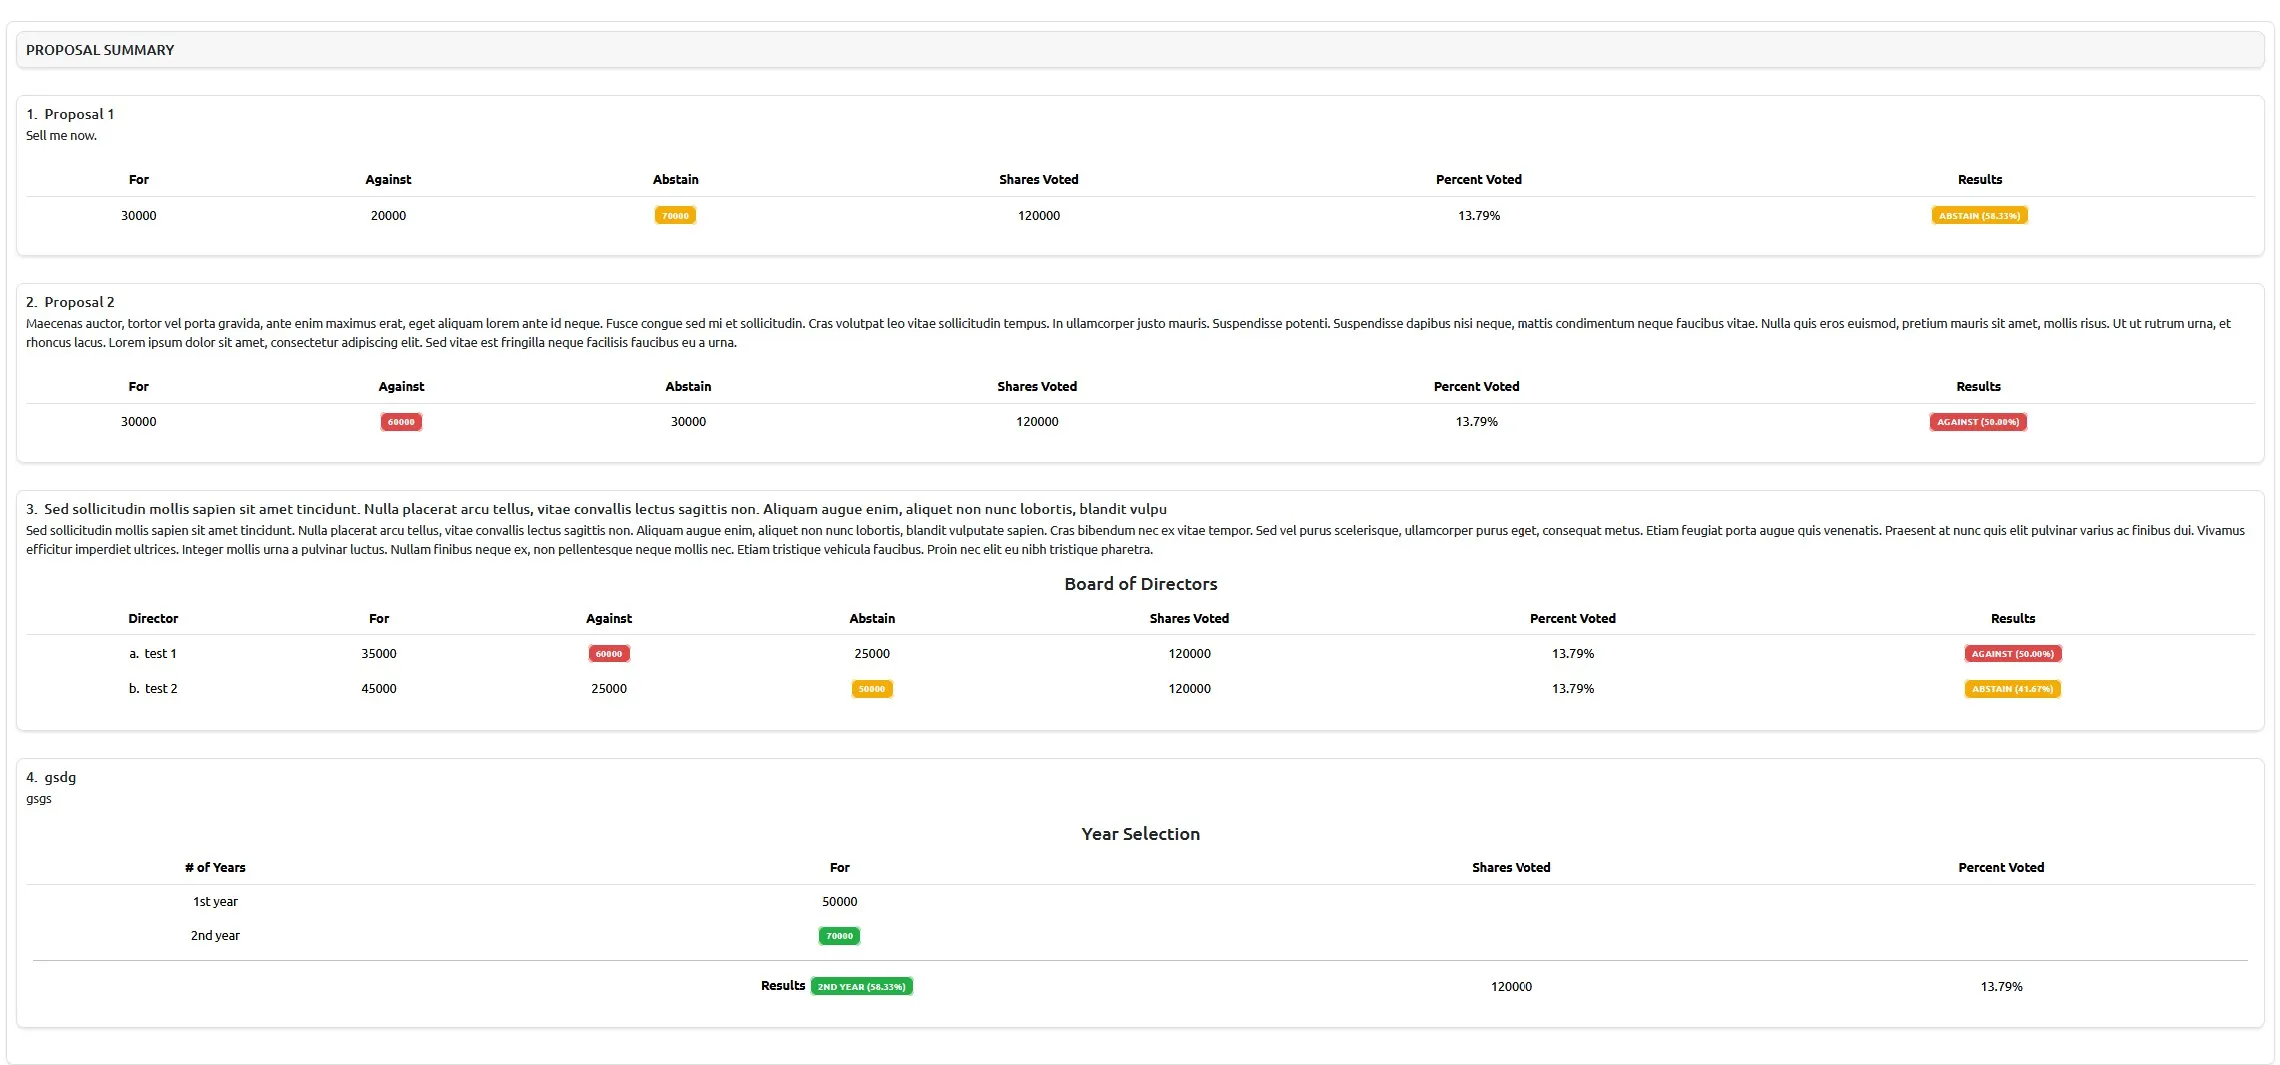 PROPOSAL SUMMARY
1. Proposal 1
Sell me now.
For Against Abstain Shares Voted Percent Voted Results
30000 20000 70000 120000 13.79% ABSTAIN (58.33%)
2. Proposal 2
Maecenas auctor, tortor vel porta gravida, ante enim maximus erat, eget aliquam lorem ante id neque. Fusce congue sed mi et sollicitudin. Cras volutpat leo vitae sollicitudin tempus. In ullamcorper justo mauris. Suspendisse potenti. Suspendisse dapibus nisi neque, mattis condimentum neque faucibus vitae. Nulla quis eros euismod, pretium mauris sit amet, mollis risus. Ut ut rutrum urna, et
rhoncus lacus. Lorem ipsum dolor sit amet, consectetur adipiscing elit. Sed vitae est fringilla neque facilisis faucibus eu a urna.
For Against Abstain Shares Voted Percent Voted Results
30000 60000 30000 120000 13.79% AGAINST (50.00%)
3. Sed sollicitudin mollis sapien sit amet tincidunt. Nulla placerat arcu tellus, vitae convallis lectus sagittis non. Aliquam augue enim, aliquet non nunc lobortis, blandit vulpu
Sed sollicitudin mollis sapien sit amet tincidunt. Nulla placerat arcu tellus, vitae convallis lectus sagittis non. Aliquam augue enim, aliquet non nunc lobortis, blandit vulputate sapien. Cras bibendum nec ex vitae tempor. Sed vel purus scelerisque, ullamcorper purus eget, consequat metus. Etiam feugiat porta augue quis venenatis. Praesent at nunc quis elit pulvinar varius ac finibus dui. Vivamus
efficitur imperdiet ultrices. Integer mollis urna a pulvinar luctus. Nullam finibus neque ex, non pellentesque neque mollis nec. Etiam tristique vehicula faucibus. Proin nec elit eu nibh tristique pharetra.
Board of Directors
Director For Against Abstain Shares Voted Percent Voted Results
a. test 1 35000 60000 25000 120000 13.79% AGAINST (50.00%)
b. test 2 45000 25000 50000 120000 13.79% ABSTAIN (41.67%)
4. gsdg
gsgs
Year Selection
# of Years For Shares Voted Percent Voted
1st year 50000
2nd year 70000
Results 2ND YEAR (58.33%) 120000 13.79%